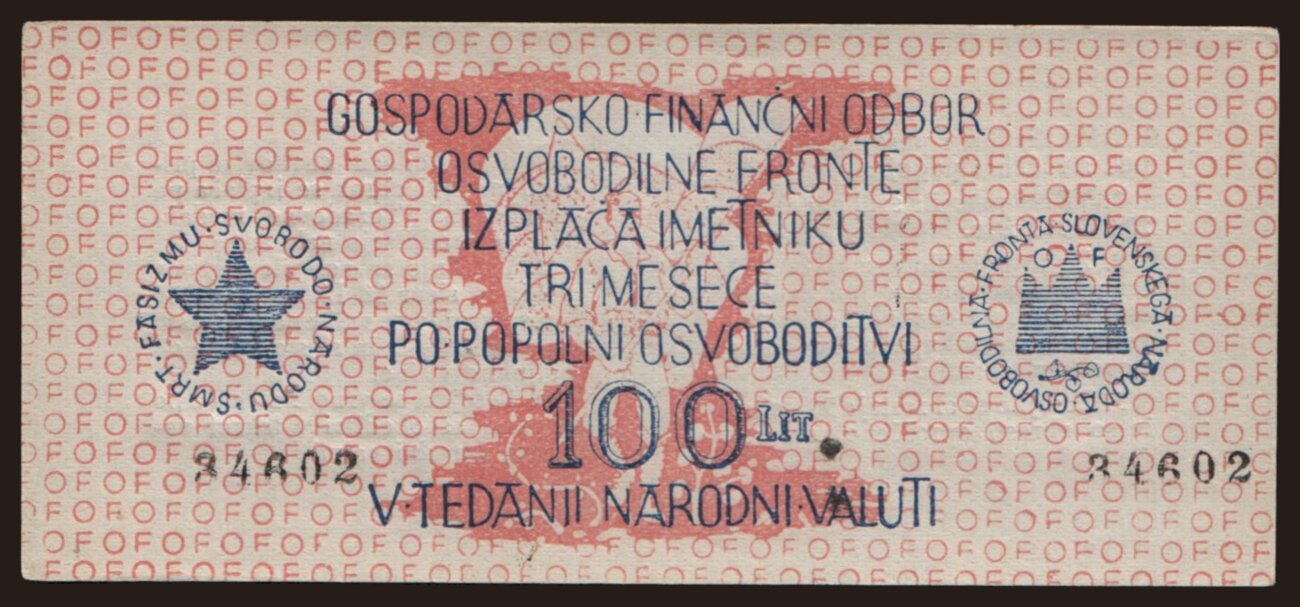 GOSPODARSKO·FINANČNI ODBOR
OSVOBODILNE FRONTE
IZPLAČA IMETNIKU
TRI·MESECE
PO·POPOLNI OSVOBODITVI
100 LIT.
V·TEDANJI NARODNI·VALUTI
SMRT·FAŠIZMU·SVOBODO·NARODU·
OSVOBODILNA·FRONTA·SLOVENSKEGA·NARODA·
O F
34602
34602